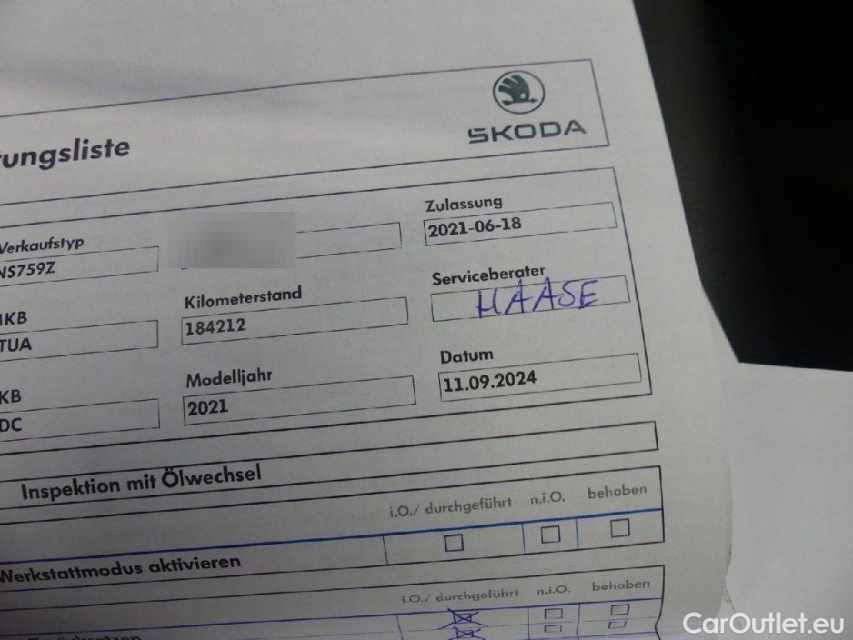 ŠKODA
rungsliste
Verkaufstyp
NS759Z
Zulassung
2021-06-18
MKB
TUA
Kilometerstand
184212
Serviceberater
HAASE
KB
DC
Modelljahr
2021
Datum
11.09.2024
Inspektion mit Ölwechsel
i.O./ durchgeführt n.i.O. behoben
Werkstattmodus aktivieren
i.O./ durchgeführt n.i.O. behoben
CarOutlet.eu